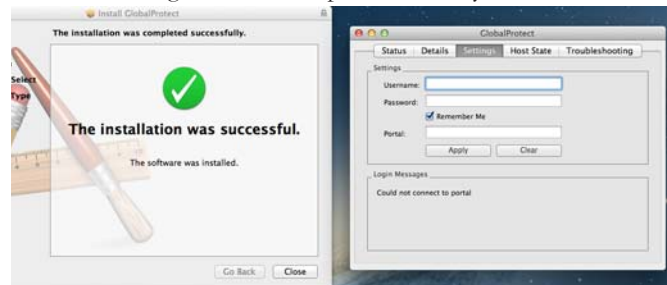 Install GlobalProtect
The installation was completed successfully.
Select
Type
The installation was successful.
The software was installed.
Go Back
Close
GlobalProtect
Status
Details
Settings
Host State
Troubleshooting
Settings
Username:
Password:
Remember Me
Portal:
Apply
Clear
Login Messages
Could not connect to portal